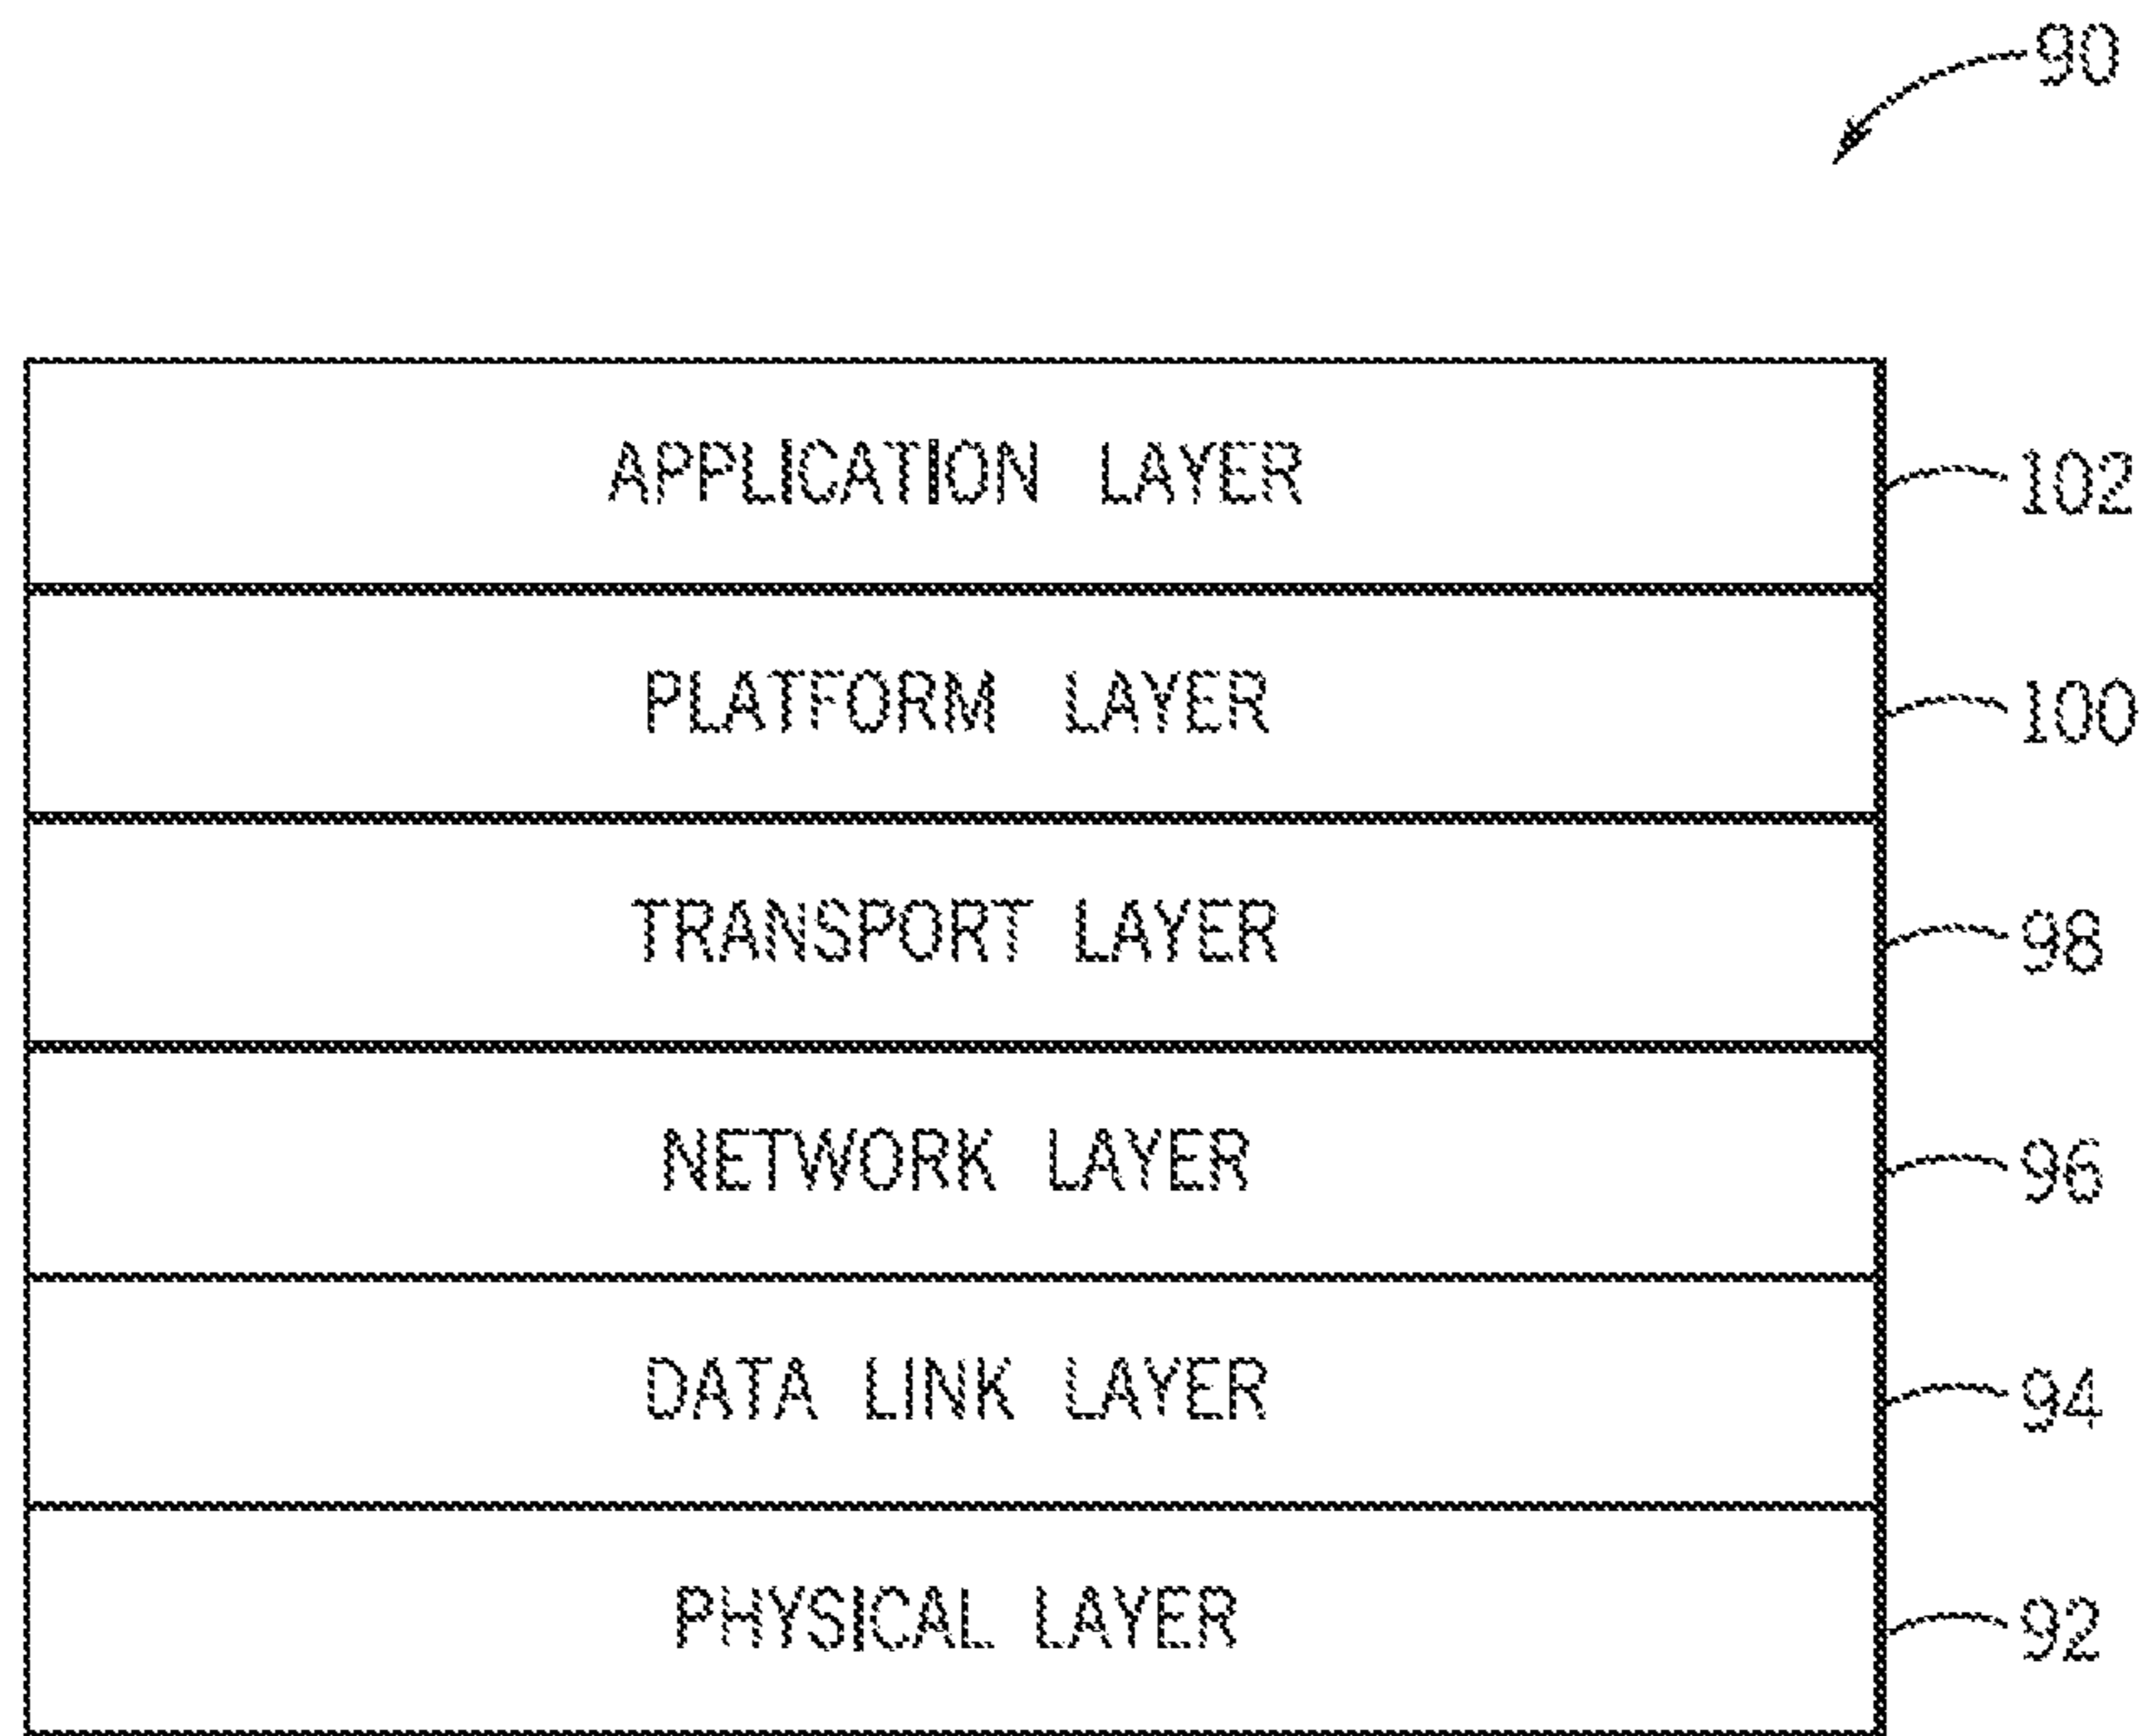 90
APPLICATION LAYER 102
PLATFORM LAYER 100
TRANSPORT LAYER 98
NETWORK LAYER 96
DATA LINK LAYER 94
PHYSICAL LAYER 92